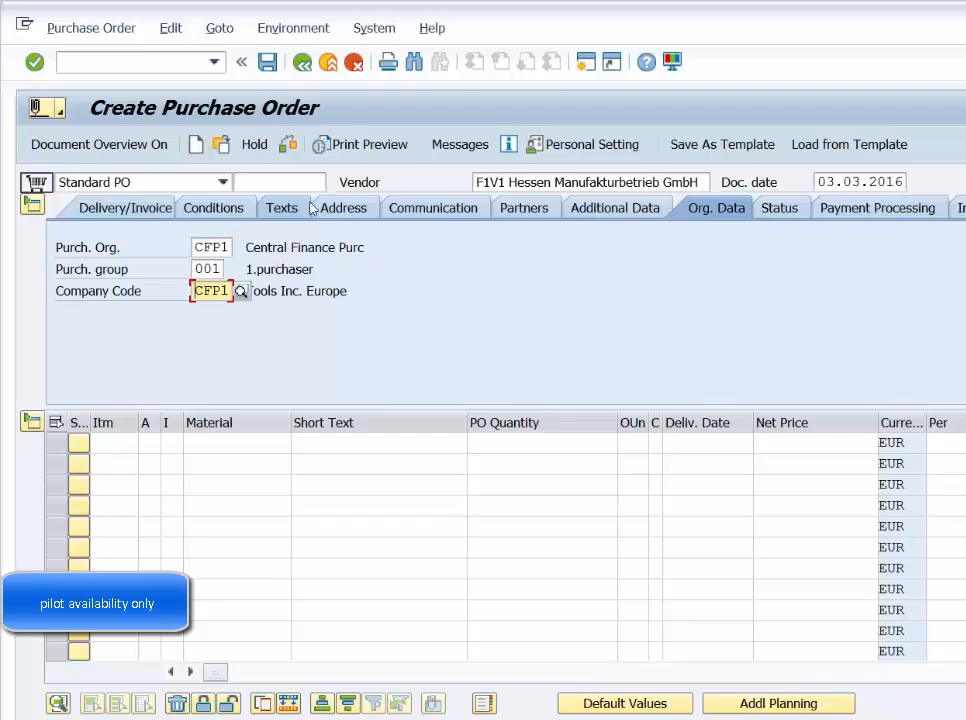 Purchase Order Edit Goto Environment System Help
Create Purchase Order
Document Overview On Hold Print Preview Messages Personal Setting Save As Template Load from Template
Standard PO Vendor F1V1 Hessen Manufakturbetrieb GmbH Doc. date 03.03.2016
Delivery/Invoice Conditions Texts Address Communication Partners Additional Data Org. Data Status Payment Processing
Purch. Org. CFP1 Central Finance Purc
Purch. group 001 1.purchaser
Company Code CFP1 Tools Inc. Europe
S... Itm A I Material Short Text PO Quantity OUn C Deliv. Date Net Price Curre... Per
EUR
EUR
EUR
EUR
EUR
EUR
EUR
EUR
EUR
EUR
EUR
pilot availability only
Default Values Addl Planning